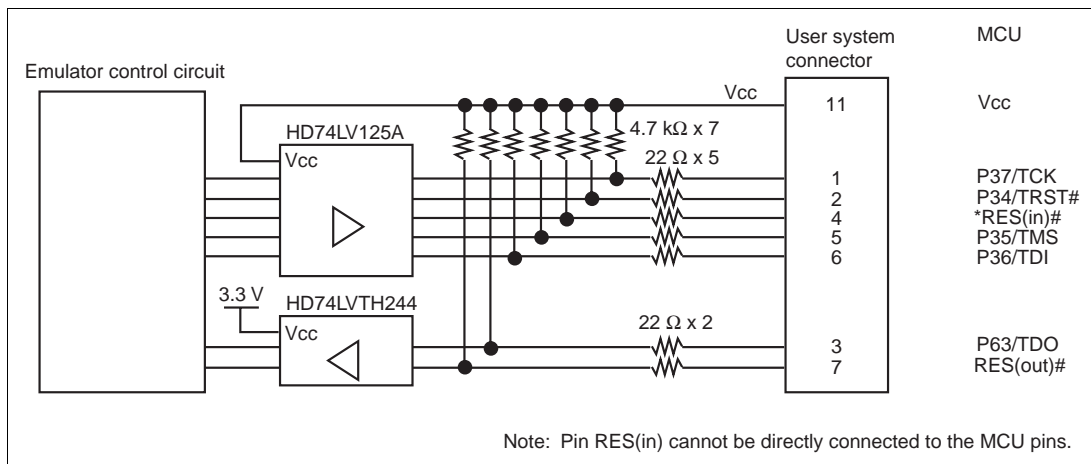 Emulator control circuit
User system
connector
MCU
Vcc
11
Vcc
HD74LV125A
Vcc
4.7 kΩ x 7
22 Ω x 5
1
P37/TCK
2
P34/TRST#
4
*RES(in)#
5
P35/TMS
6
P36/TDI
3.3 V
HD74LVTH244
Vcc
22 Ω x 2
3
P63/TDO
7
RES(out)#
Note: Pin RES(in) cannot be directly connected to the MCU pins.